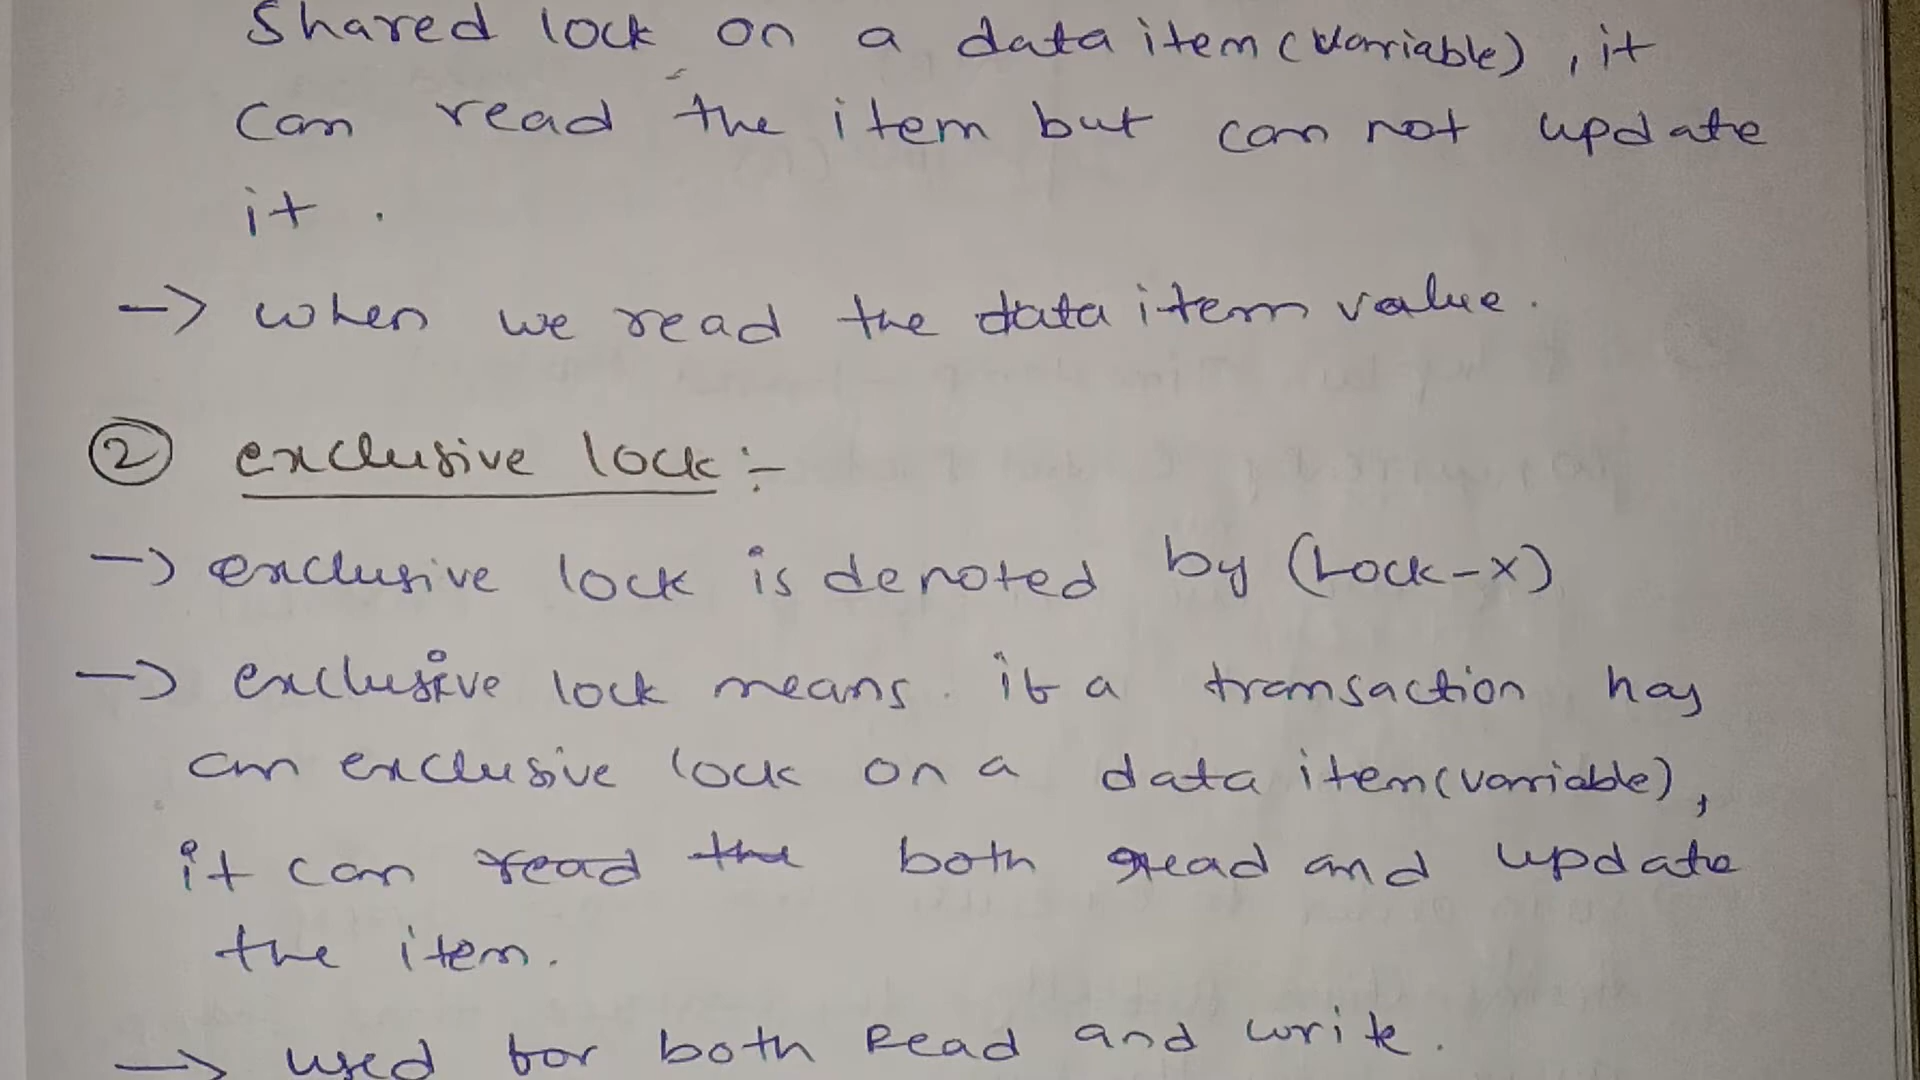 Shared lock on a data item (variable), it
can read the item but can not update
it.
-> when we read the data item value.
② exclusive lock :-
-> exclusive lock is denoted by (Lock-X)
-> exclusive lock means. if a transaction has
an exclusive lock on a data item (variable),
it can read the both read and update
the item.
-> used for both Read and write.